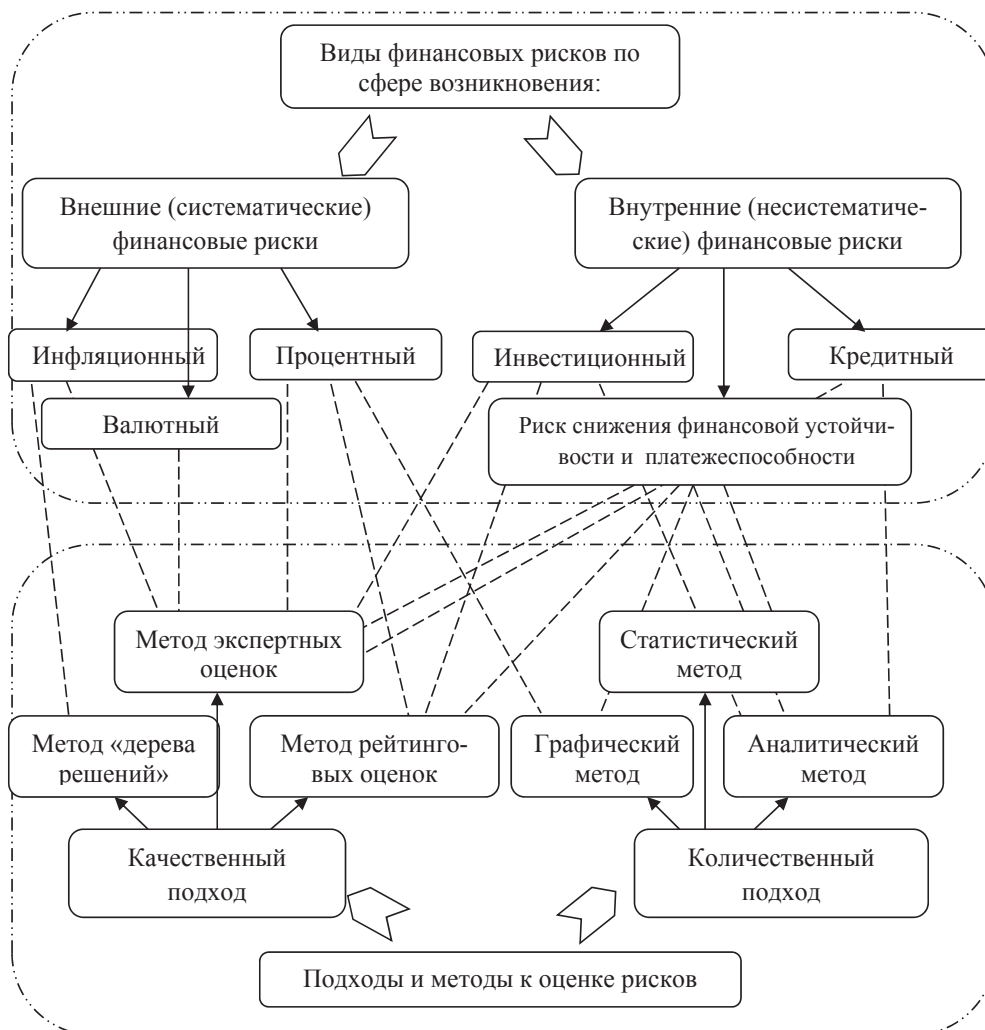 Виды финансовых рисков по
сфере возникновения:
Внешние (систематические)
финансовые риски
Внутренние (несистематиче-
ские) финансовые риски
Инфляционный
Процентный
Инвестиционный
Кредитный
Валютный
Риск снижения финансовой устойчи-
вости и платежеспособности
Метод экспертных
оценок
Статистический
метод
Метод «дерева
решений»
Метод рейтинго-
вых оценок
Графический
метод
Аналитический
метод
Качественный
подход
Количественный
подход
Подходы и методы к оценке рисков